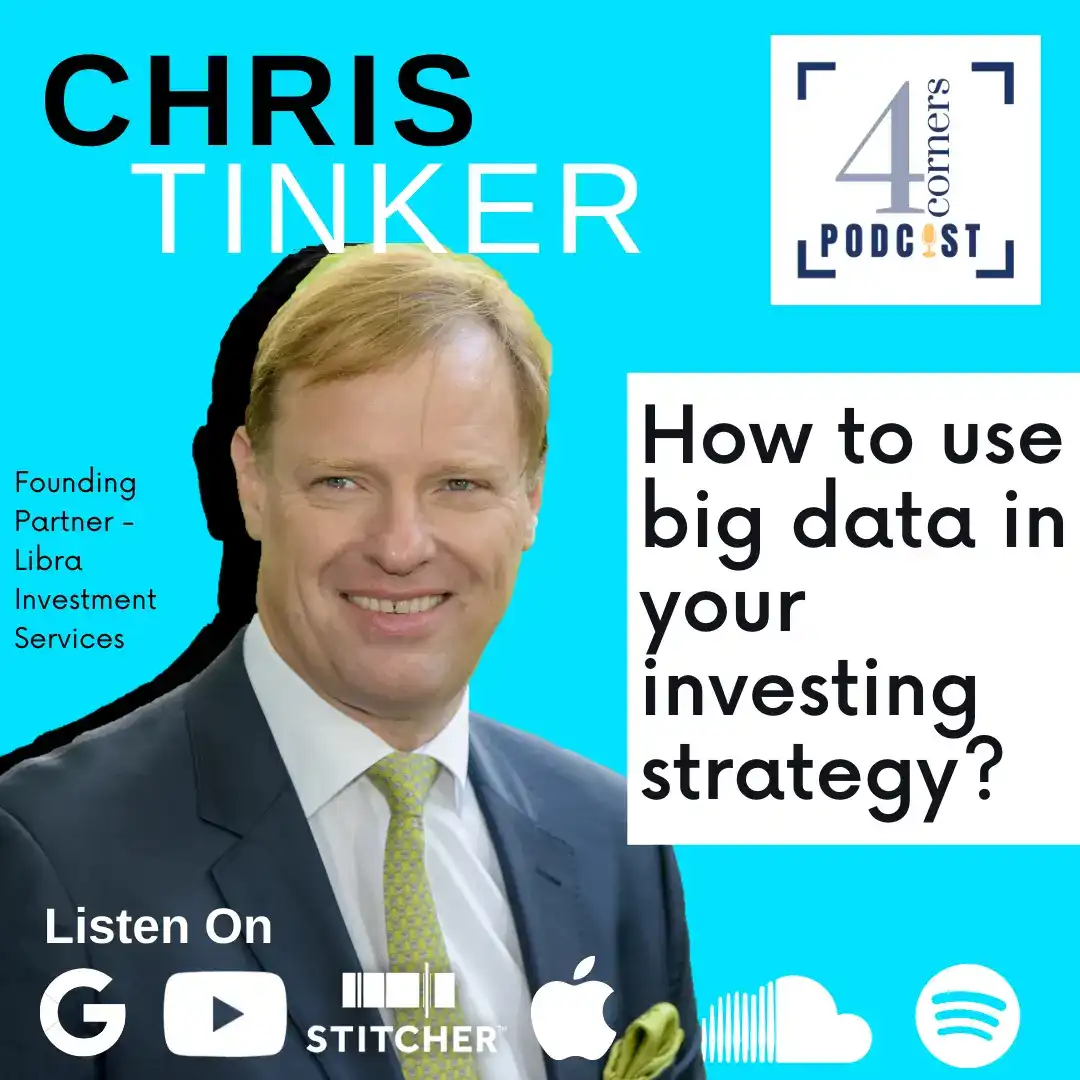 CHRIS
TINKER
4
corners
PODCAST
How to use
big data in
your
investing
strategy?
Founding
Partner -
Libra
Investment
Services
Listen On
G
STITCHER™